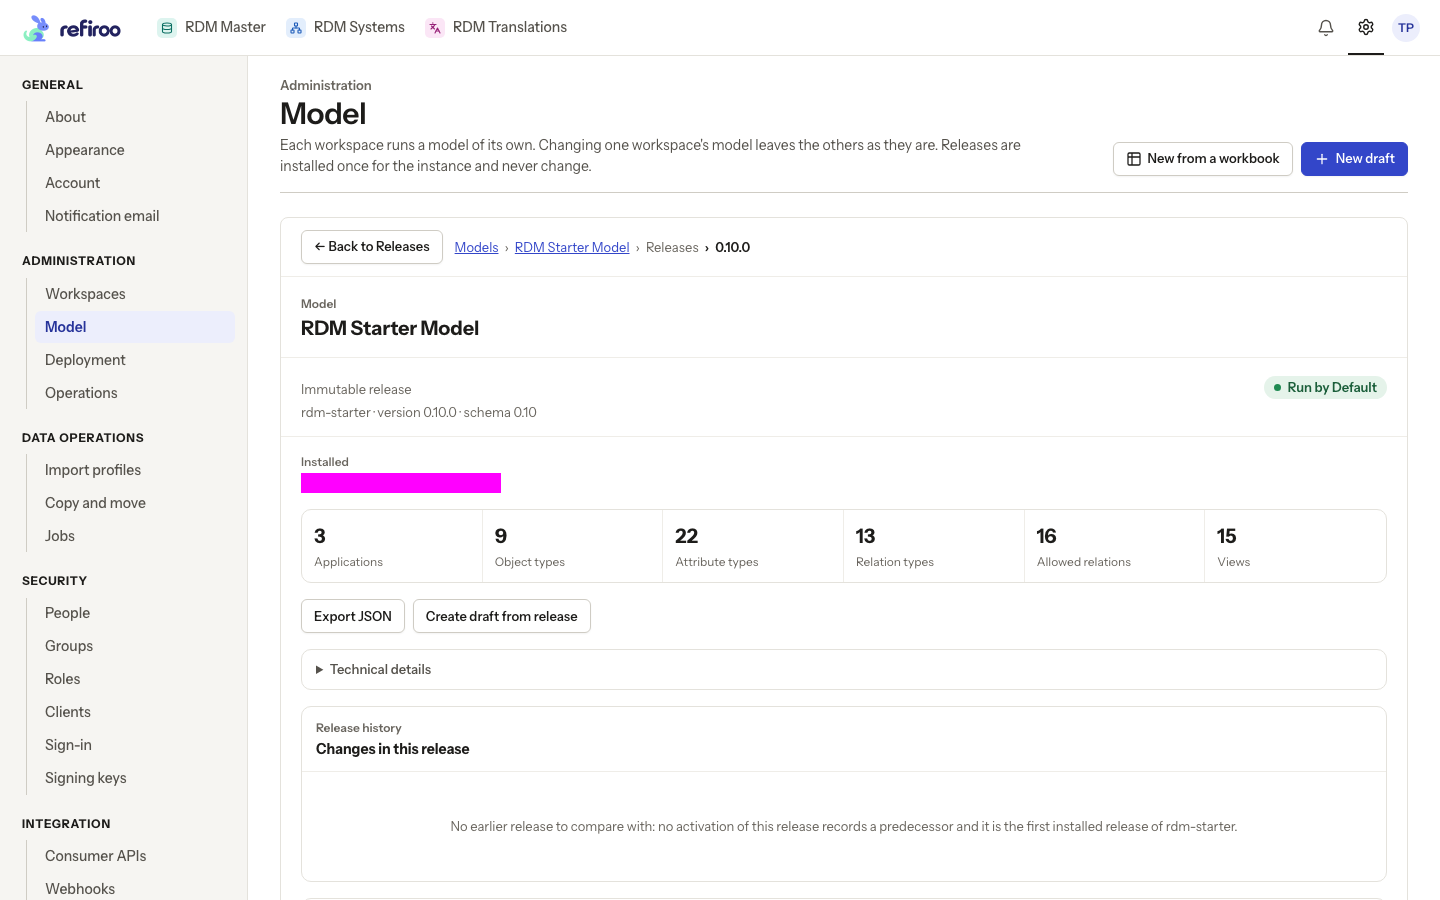 refiroo
RDM Master
RDM Systems
RDM Translations
TP
GENERAL
About
Appearance
Account
Notification email
ADMINISTRATION
Workspaces
Model
Deployment
Operations
DATA OPERATIONS
Import profiles
Copy and move
Jobs
SECURITY
People
Groups
Roles
Clients
Sign-in
Signing keys
INTEGRATION
Consumer APIs
Webhooks
Administration
Model
Each workspace runs a model of its own. Changing one workspace's model leaves the others as they are. Releases are
installed once for the instance and never change.
New from a workbook
+ New draft
← Back to Releases
Models › RDM Starter Model › Releases › 0.10.0
Model
RDM Starter Model
Immutable release
rdm-starter · version 0.10.0 · schema 0.10
Run by Default
Installed
3
Applications
9
Object types
22
Attribute types
13
Relation types
16
Allowed relations
15
Views
Export JSON
Create draft from release
▶ Technical details
Release history
Changes in this release
No earlier release to compare with: no activation of this release records a predecessor and it is the first installed release of rdm-starter.